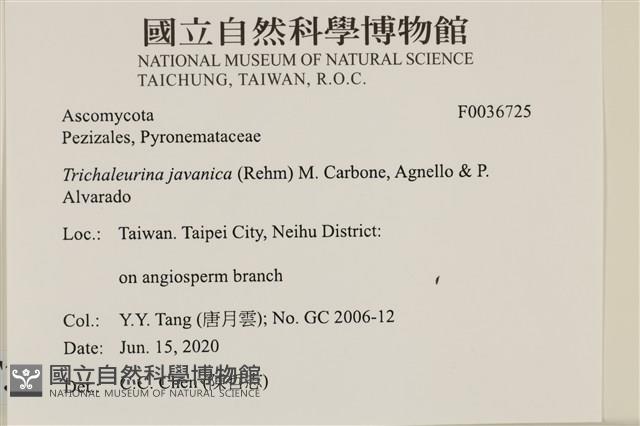 國立自然科學博物館
NATIONAL MUSEUM OF NATURAL SCIENCE
TAICHUNG, TAIWAN, R.O.C.
Ascomycota F0036725
Pezizales, Pyronemataceae
Trichaleurina javanica (Rehm) M. Carbone, Agnello & P.
Alvarado
Loc.: Taiwan. Taipei City, Neihu District:
on angiosperm branch
Col.: Y.Y. Tang (唐月雲); No. GC 2006-12
Date: Jun. 15, 2020
Det.: C.C. Chen
國立自然科學博物館
NATIONAL MUSEUM OF NATURAL SCIENCE